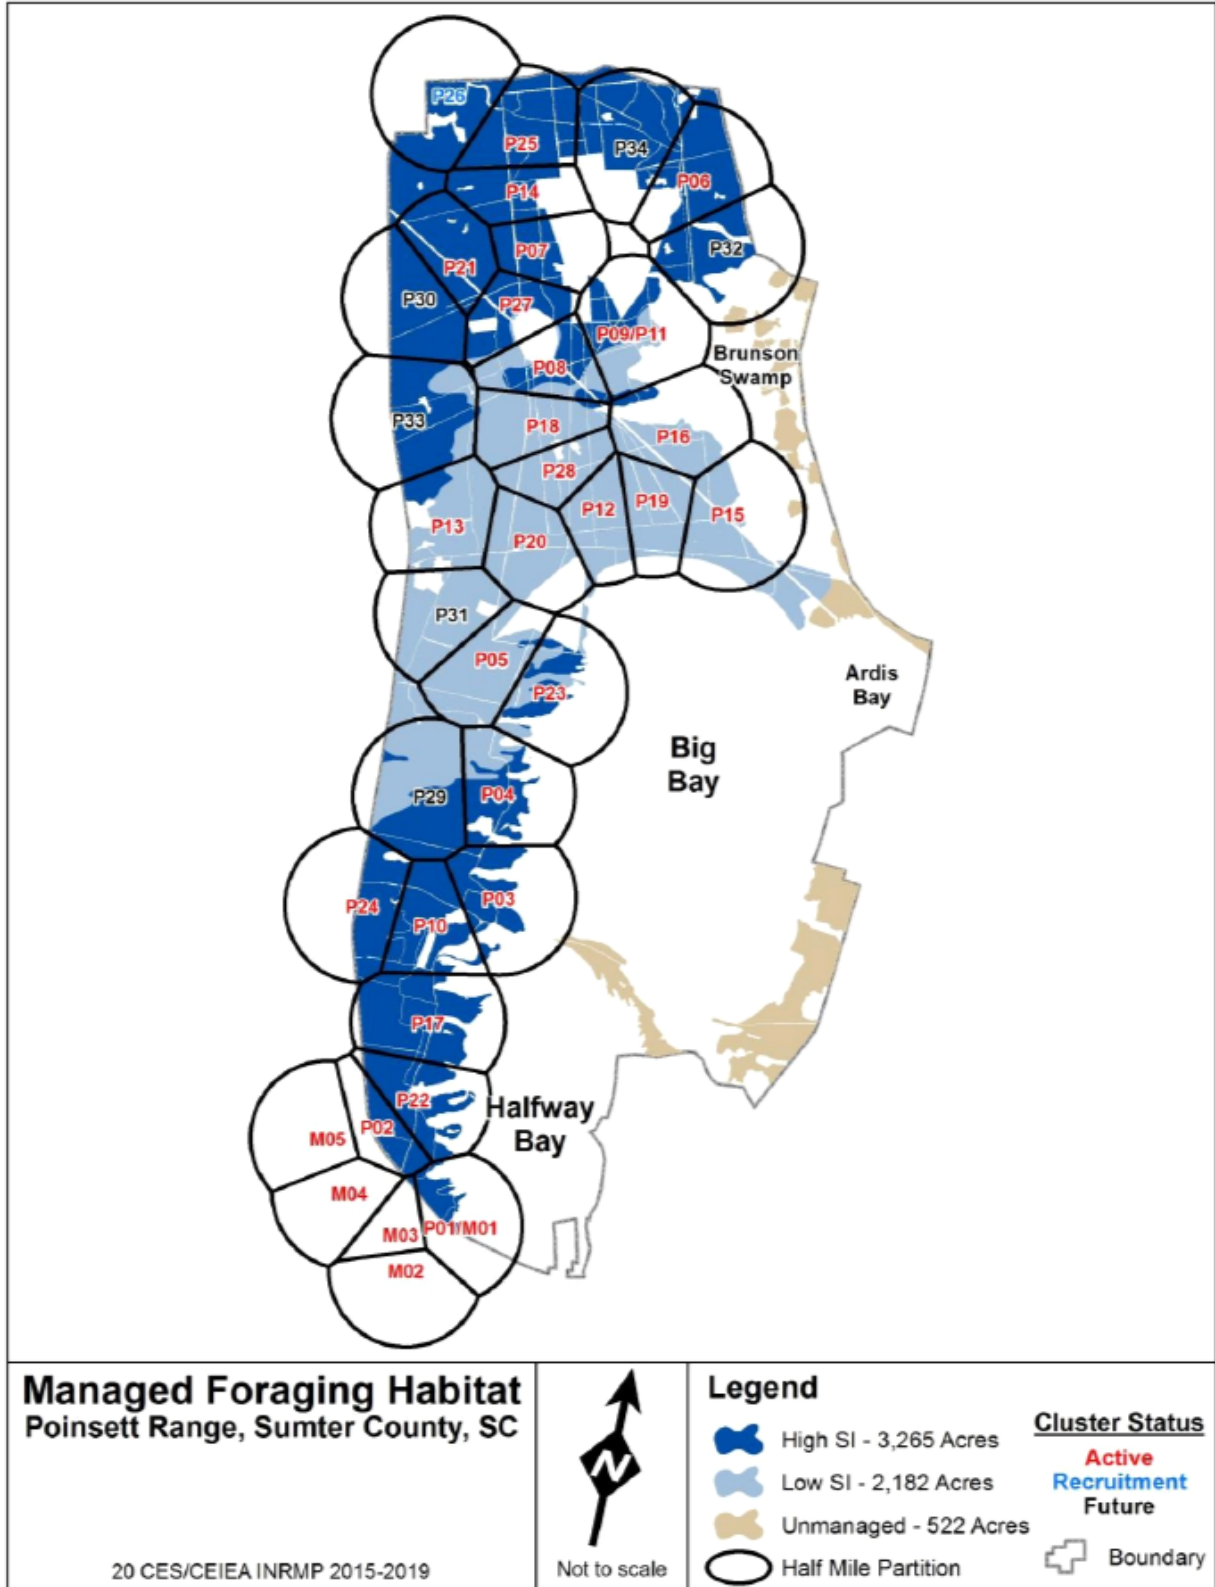 P26
P25
P34
P14
P06
P07
P32
P21
P30
P27
P09/P11
Brunson
Swamp
P08
P33
P18
P16
P28
P13
P12
P19
P15
P20
P31
P05
P23
Ardis
Bay
Big
Bay
P29
P04
P24
P10
P03
P17
P22
Halfway
Bay
P02
M05
M04
M03
P01/M01
M02
Managed Foraging Habitat
Poinsett Range, Sumter County, SC
20 CES/CEIEA INRMP 2015-2019
N
Not to scale
Legend
High SI - 3,265 Acres
Low SI - 2,182 Acres
Unmanaged - 522 Acres
Half Mile Partition
Cluster Status
Active
Recruitment
Future
Boundary